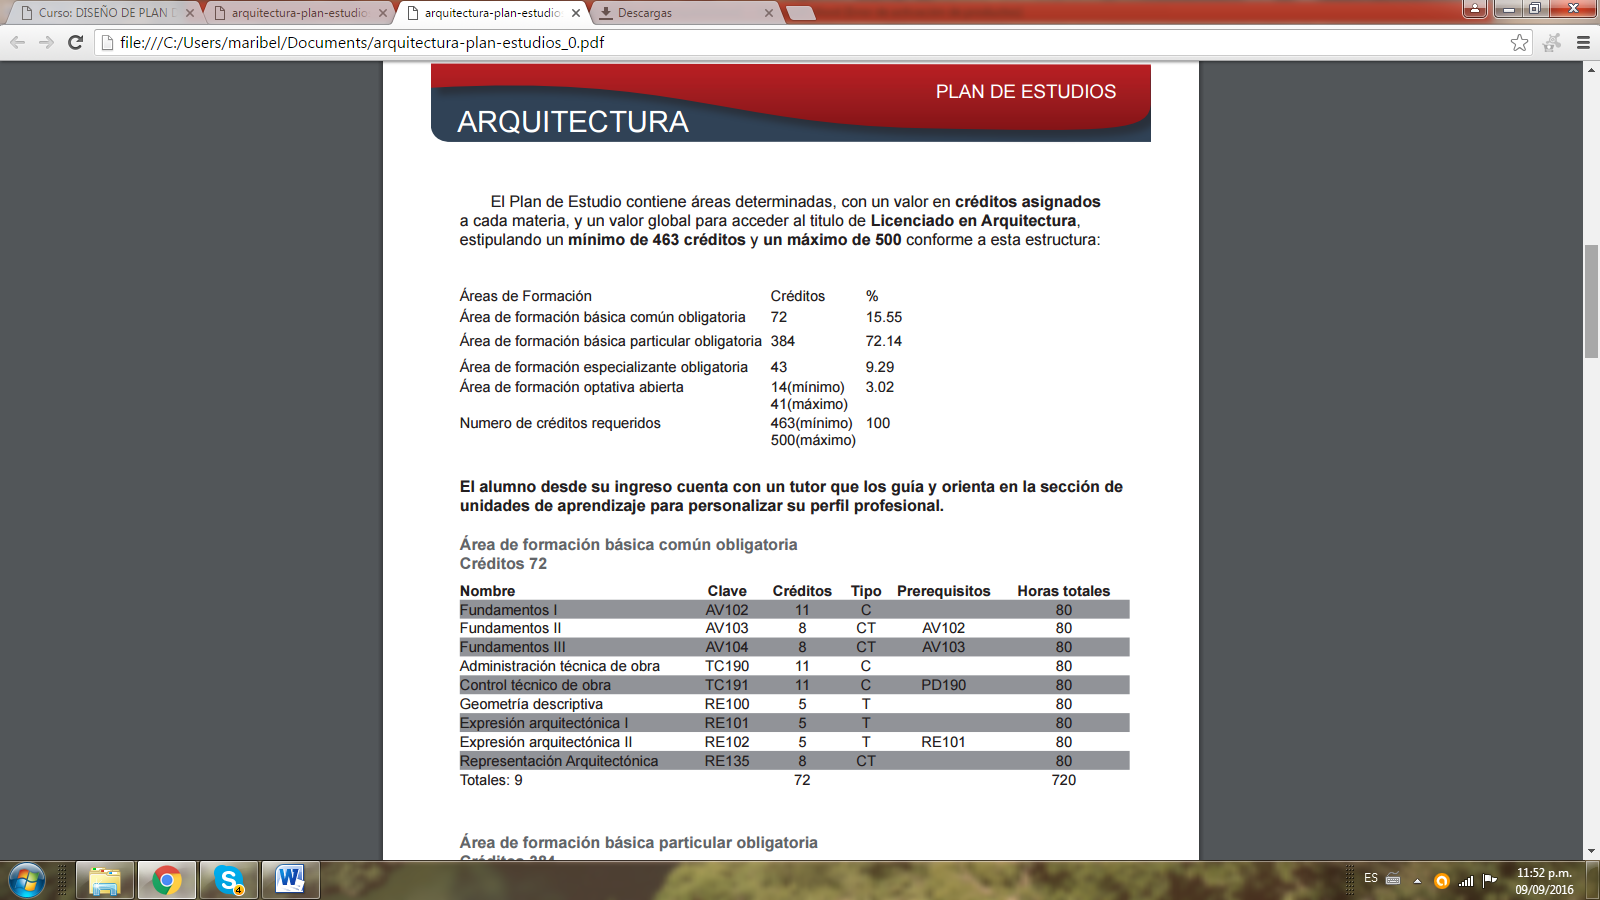 Curso: DISEÑO DE PLAN D
arquitectura-plan-estudio
arquitectura-plan-estudio
Descargas
file:///C:/Users/maribel/Documents/arquitectura-plan-estudios_0.pdf
PLAN DE ESTUDIOS
ARQUITECTURA
El Plan de Estudio contiene áreas determinadas, con un valor en créditos asignados
a cada materia, y un valor global para acceder al titulo de Licenciado en Arquitectura,
estipulando un mínimo de 463 créditos y un máximo de 500 conforme a esta estructura:
Áreas de Formación Créditos %
Área de formación básica común obligatoria 72 15.55
Área de formación básica particular obligatoria 384 72.14
Área de formación especializante obligatoria 43 9.29
Área de formación optativa abierta 14(mínimo) 3.02
41(máximo)
Numero de créditos requeridos 463(mínimo) 100
500(máximo)
El alumno desde su ingreso cuenta con un tutor que los guía y orienta en la sección de
unidades de aprendizaje para personalizar su perfil profesional.
Área de formación básica común obligatoria
Créditos 72
Nombre Clave Créditos Tipo Prerequisitos Horas totales
Fundamentos I AV102 11 C 80
Fundamentos II AV103 8 CT AV102 80
Fundamentos III AV104 8 CT AV103 80
Administración técnica de obra TC190 11 C 80
Control técnico de obra TC191 11 C PD190 80
Geometría descriptiva RE100 5 T 80
Expresión arquitectónica I RE101 5 T 80
Expresión arquitectónica II RE102 5 T RE101 80
Representación Arquitectónica RE135 8 CT 80
Totales: 9 72 720
Área de formación básica particular obligatoria
Créditos 384
4
ES
11:52 p.m.
09/09/2016